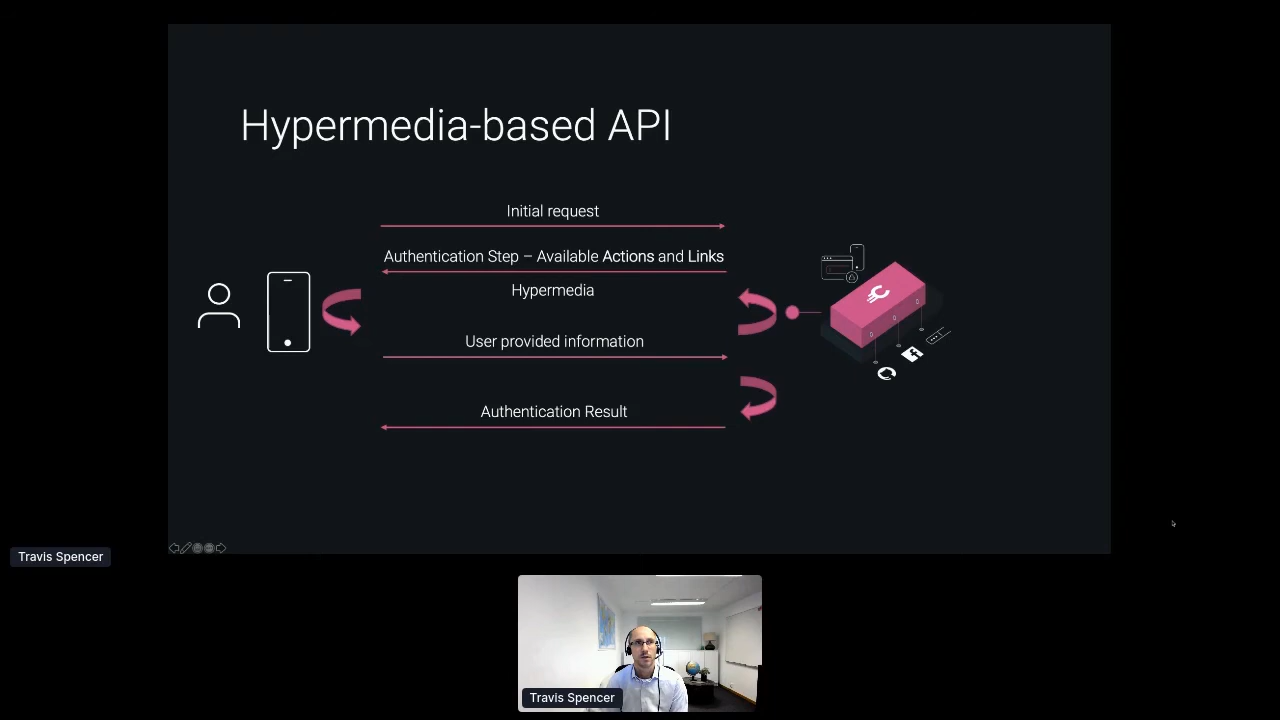 Hypermedia-based API
Initial request
Authentication Step – Available Actions and Links
Hypermedia
User provided information
Authentication Result
Travis Spencer
Travis Spencer